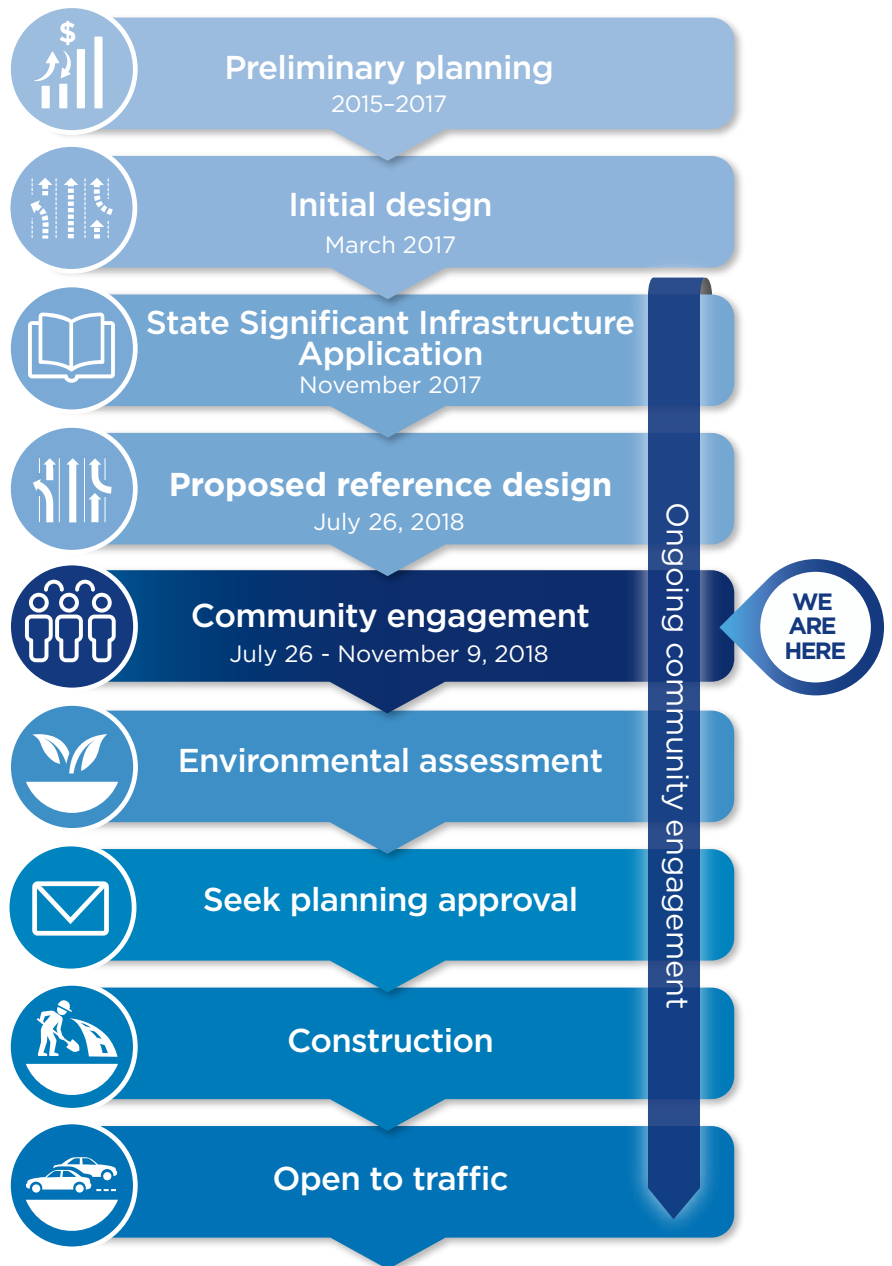 $
Preliminary planning
2015–2017
Initial design
March 2017
State Significant Infrastructure
Application
November 2017
Proposed reference design
July 26, 2018
Community engagement
July 26 - November 9, 2018
WE
ARE
HERE
Environmental assessment
Seek planning approval
Construction
Open to traffic
Ongoing community engagement